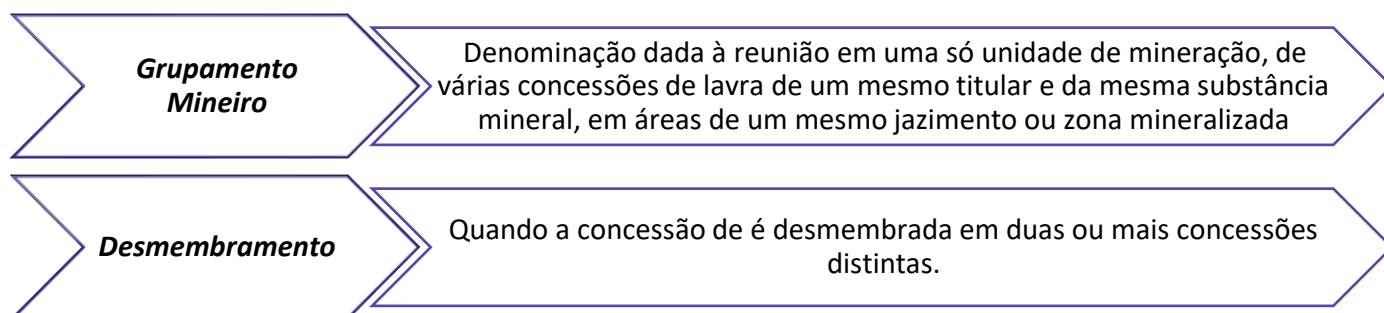 Grupamento
Mineiro
Denominação dada à reunião em uma só unidade de mineração, de
várias concessões de lavra de um mesmo titular e da mesma substância
mineral, em áreas de um mesmo jazimento ou zona mineralizada
Desmembramento
Quando a concessão de é desmembrada em duas ou mais concessões
distintas.